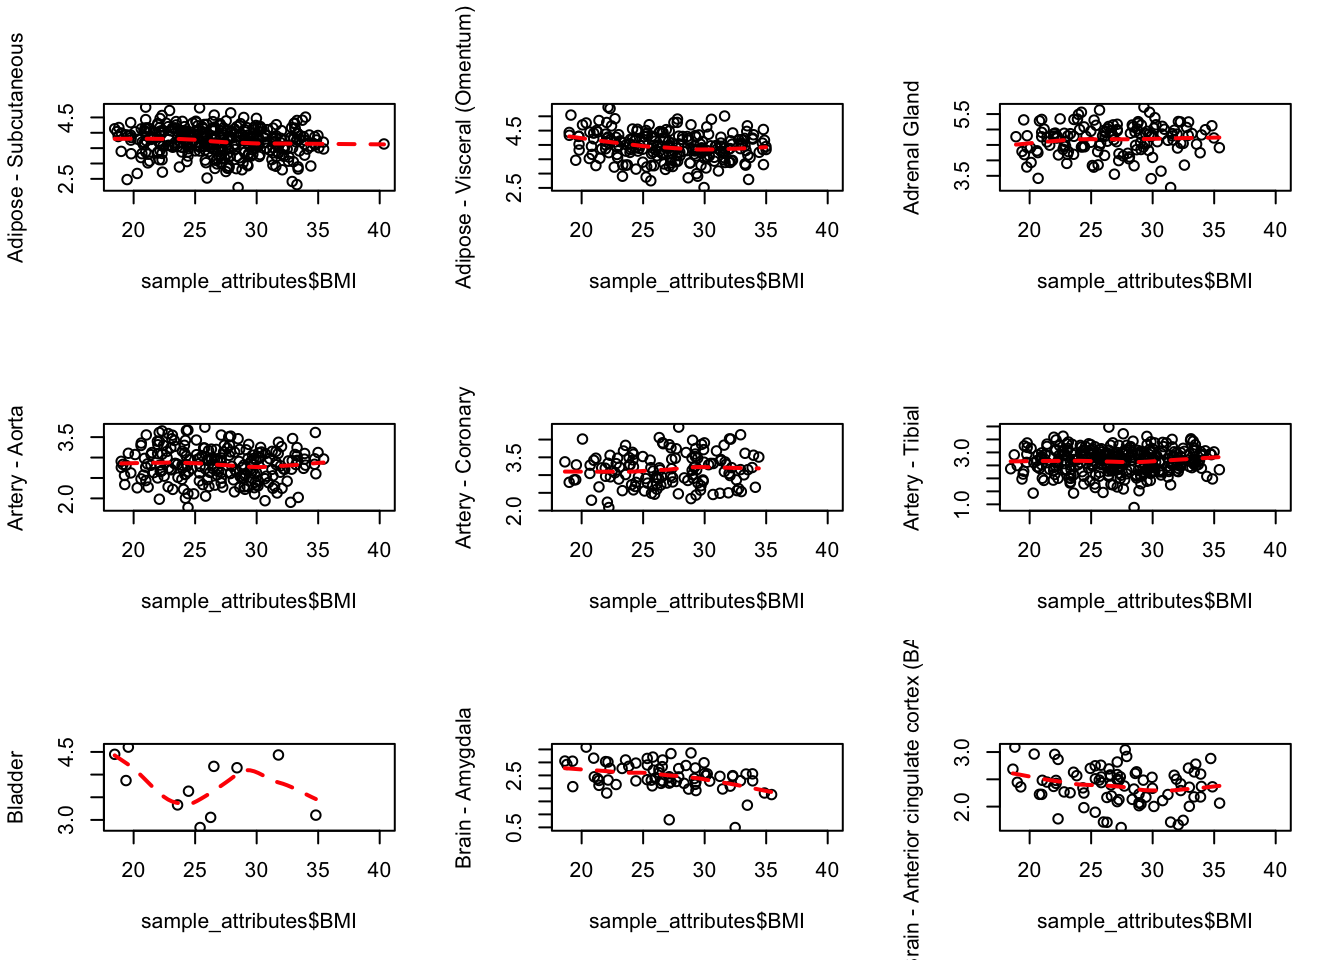 Adipose - Subcutaneous
2.5 4.5
20 25 30 35 40
sample_attributes$BMI
Adipose - Visceral (Omentum)
2.5 4.5
20 25 30 35 40
sample_attributes$BMI
Adrenal Gland
3.5 5.5
20 25 30 35 40
sample_attributes$BMI
Artery - Aorta
2.0 3.5
20 25 30 35 40
sample_attributes$BMI
Artery - Coronary
2.0 3.5
20 25 30 35 40
sample_attributes$BMI
Artery - Tibial
1.0 3.0
20 25 30 35 40
sample_attributes$BMI
Bladder
3.0 4.5
20 25 30 35 40
sample_attributes$BMI
Brain - Amygdala
0.5 2.5
20 25 30 35 40
sample_attributes$BMI
rain - Anterior cingulate cortex (BA
2.0 3.0
20 25 30 35 40
sample_attributes$BMI